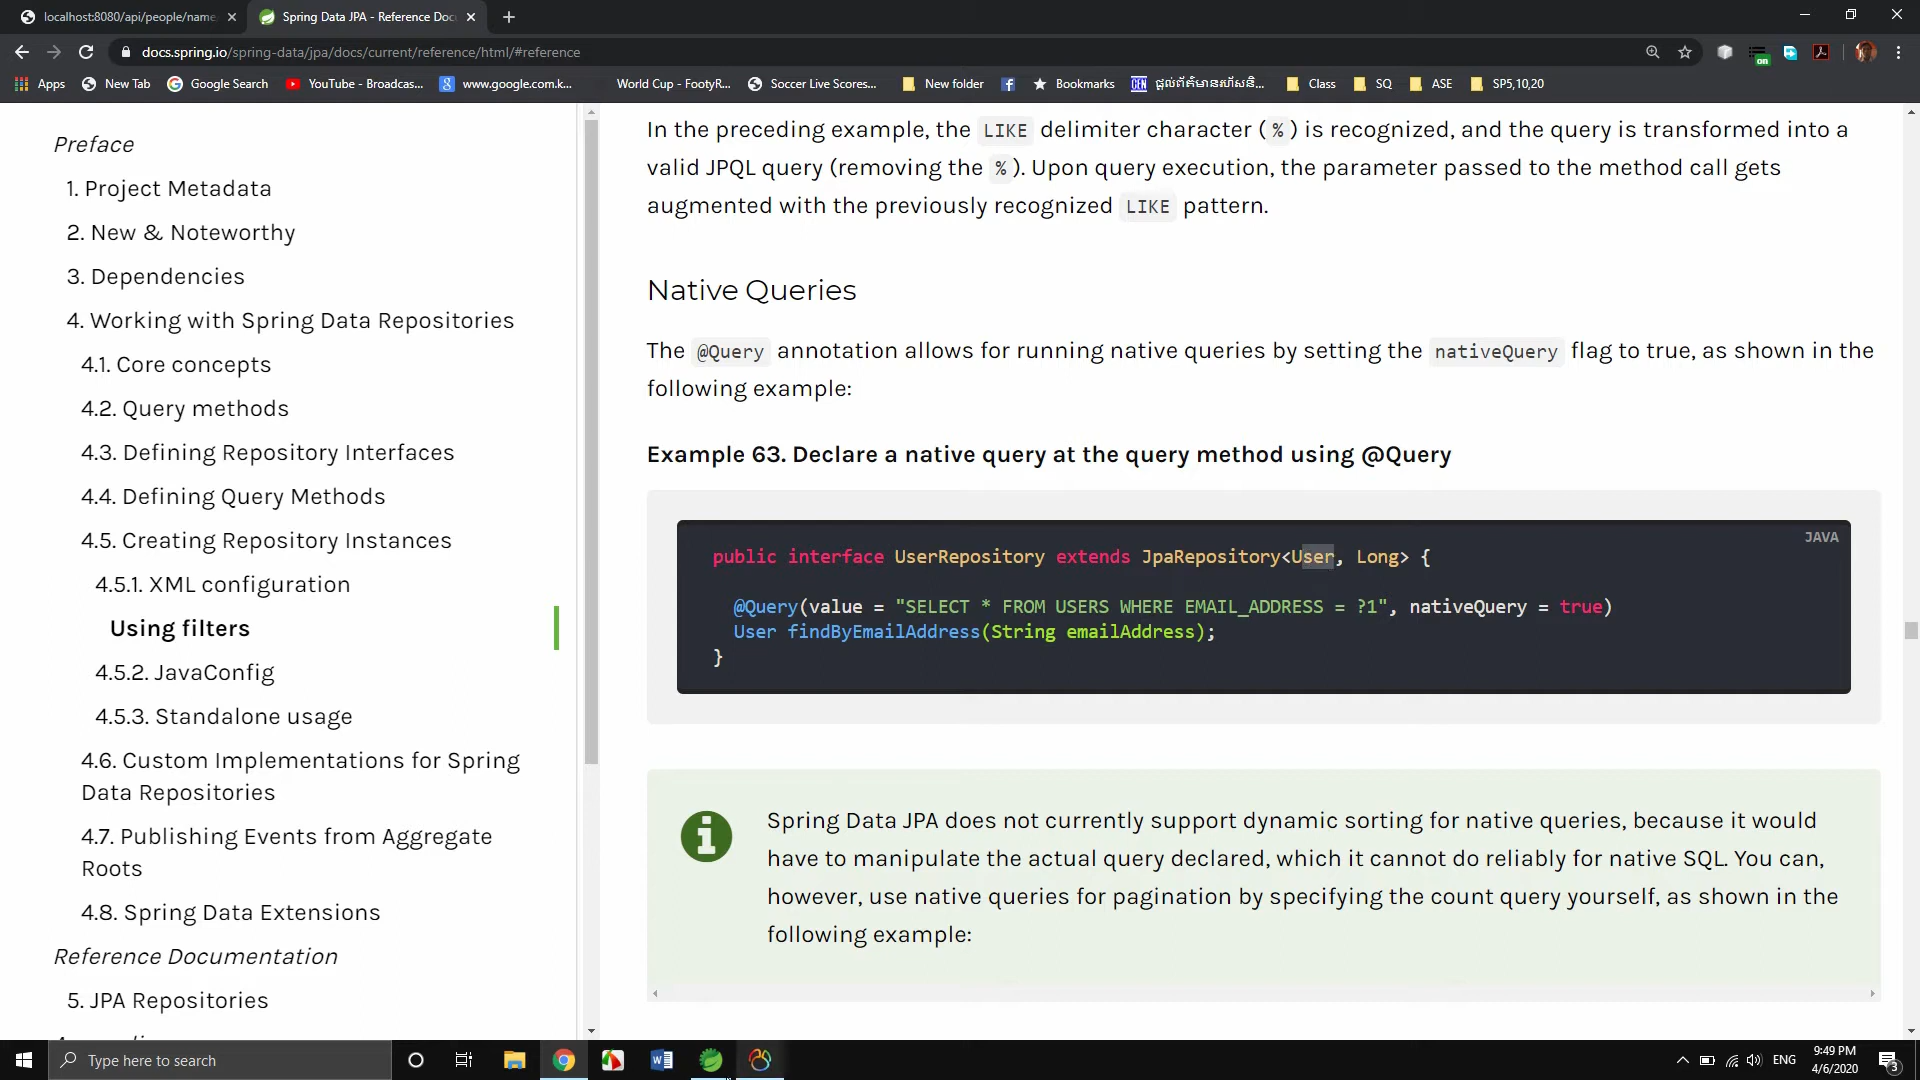 localhost:8080/api/people/name
Spring Data JPA - Reference Docu
docs.spring.io/spring-data/jpa/docs/current/reference/html/#reference
Apps
New Tab
Google Search
YouTube - Broadcas...
www.google.com.k...
World Cup - FootyR...
Soccer Live Scores...
New folder
Bookmarks
Class
SQ
ASE
SP5,10,20
on
Preface
1. Project Metadata
2. New & Noteworthy
3. Dependencies
4. Working with Spring Data Repositories
4.1. Core concepts
4.2. Query methods
4.3. Defining Repository Interfaces
4.4. Defining Query Methods
4.5. Creating Repository Instances
4.5.1. XML configuration
Using filters
4.5.2. JavaConfig
4.5.3. Standalone usage
4.6. Custom Implementations for Spring
Data Repositories
4.7. Publishing Events from Aggregate
Roots
4.8. Spring Data Extensions
Reference Documentation
5. JPA Repositories
In the preceding example, the LIKE delimiter character (%) is recognized, and the query is transformed into a
valid JPQL query (removing the %). Upon query execution, the parameter passed to the method call gets
augmented with the previously recognized LIKE pattern.
Native Queries
The @Query annotation allows for running native queries by setting the nativeQuery flag to true, as shown in the
following example:
Example 63. Declare a native query at the query method using @Query
JAVA
public interface UserRepository extends JpaRepository<User, Long> {
@Query(value = "SELECT * FROM USERS WHERE EMAIL_ADDRESS = ?1", nativeQuery = true)
User findByEmailAddress(String emailAddress);
}
Spring Data JPA does not currently support dynamic sorting for native queries, because it would
have to manipulate the actual query declared, which it cannot do reliably for native SQL. You can,
however, use native queries for pagination by specifying the count query yourself, as shown in the
following example:
Type here to search
ENG
9:49 PM
4/6/2020
3